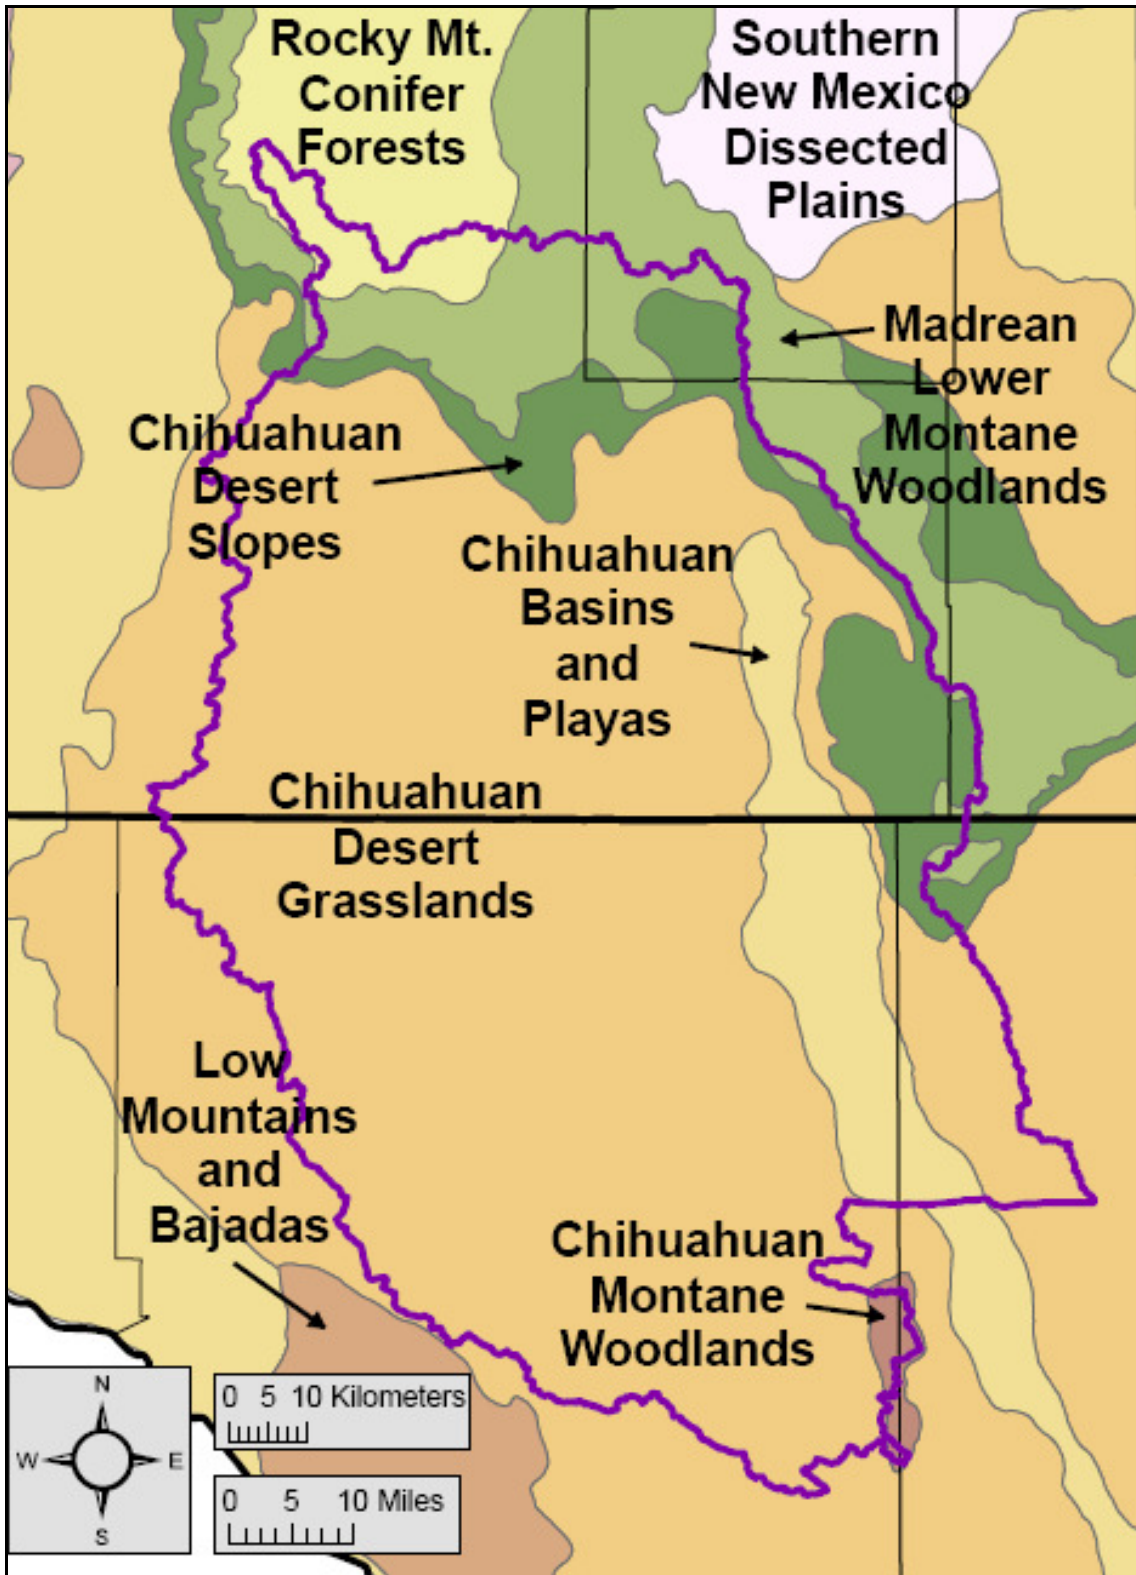 Rocky Mt.
Conifer
Forests
Southern
New Mexico
Dissected
Plains
Madrean
Lower
Montane
Woodlands
Chihuahuan
Desert
Slopes
Chihuahuan
Basins
and
Playas
Chihuahuan
Desert
Grasslands
Low
Mountains
and
Bajadas
Chihuahuan
Montane
Woodlands
N
W E
S
0 5 10 Kilometers
0 5 10 Miles